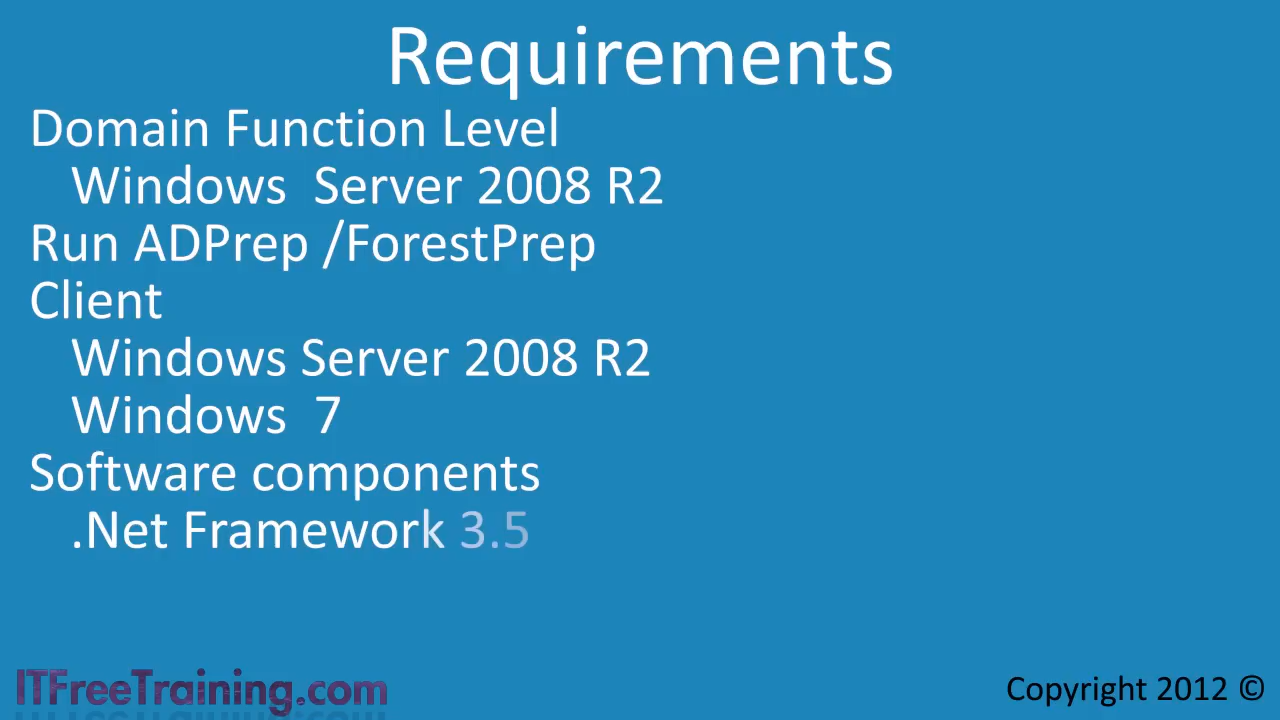 Requirements
Domain Function Level
Windows Server 2008 R2
Run ADPrep /ForestPrep
Client
Windows Server 2008 R2
Windows 7
Software components
.Net Framework 3.5
ITFreeTraining.com
Copyright 2012 ©